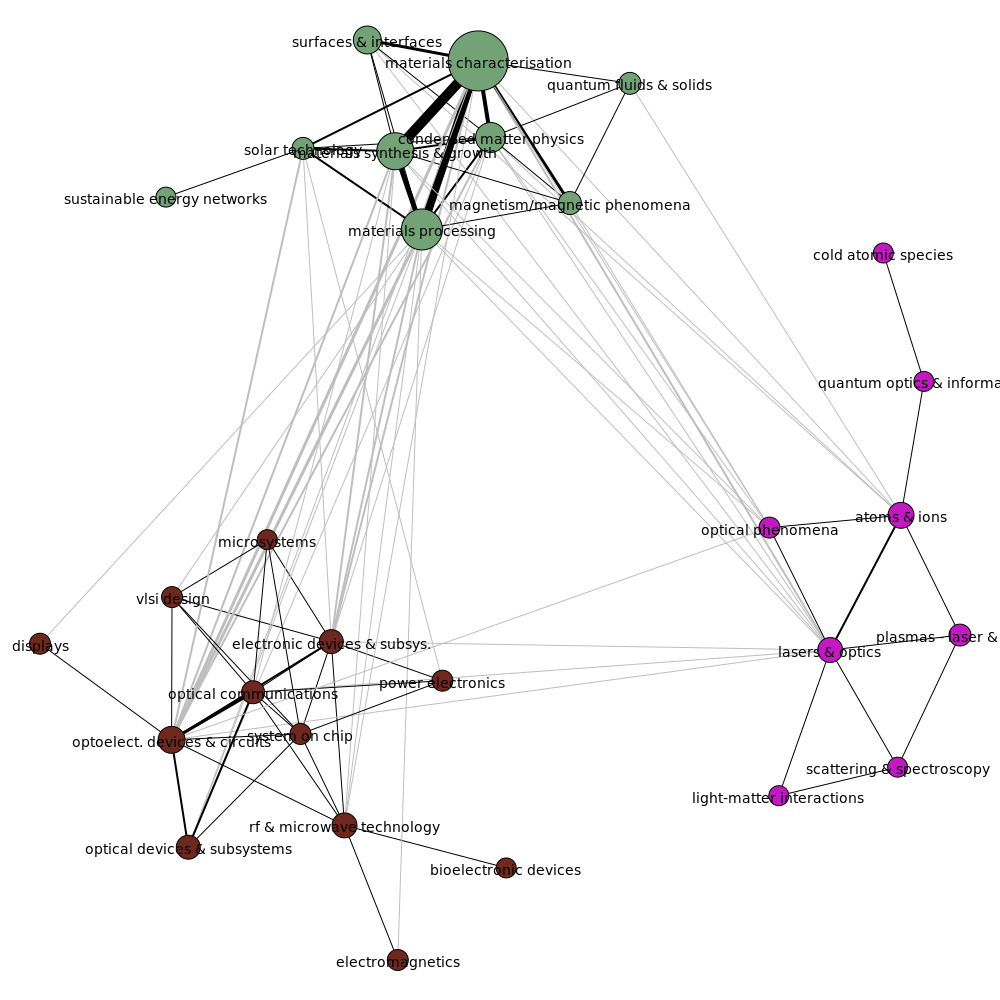 surfaces & interfaces
materials characterisation
quantum fluids & solids
condensed matter physics
solar technology
materials synthesis & growth
sustainable energy networks
magnetism/magnetic phenomena
materials processing
cold atomic species
quantum optics & informa
atoms & ions
optical phenomena
microsystems
vlsi design
plasmas - laser &
displays
electronic devices & subsys.
lasers & optics
power electronics
optical communications
system on chip
optoelect. devices & circuits
scattering & spectroscopy
light-matter interactions
rf & microwave technology
optical devices & subsystems
bioelectronic devices
electromagnetics